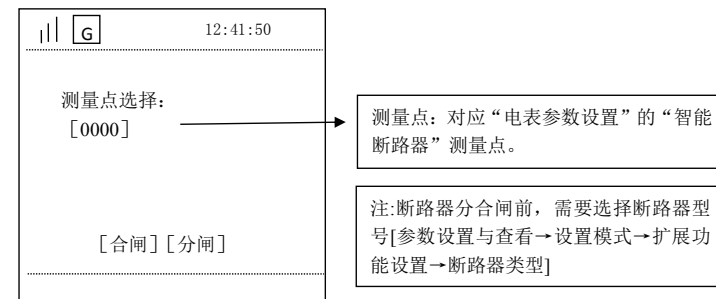 G 12:41:50
测量点选择：
［0000］
［合闸］［分闸］
测量点：对应“电表参数设置”的“智能
断路器”测量点。
注:断路器分合闸前，需要选择断路器型
号[参数设置与查看→设置模式→扩展功
能设置→断路器类型]